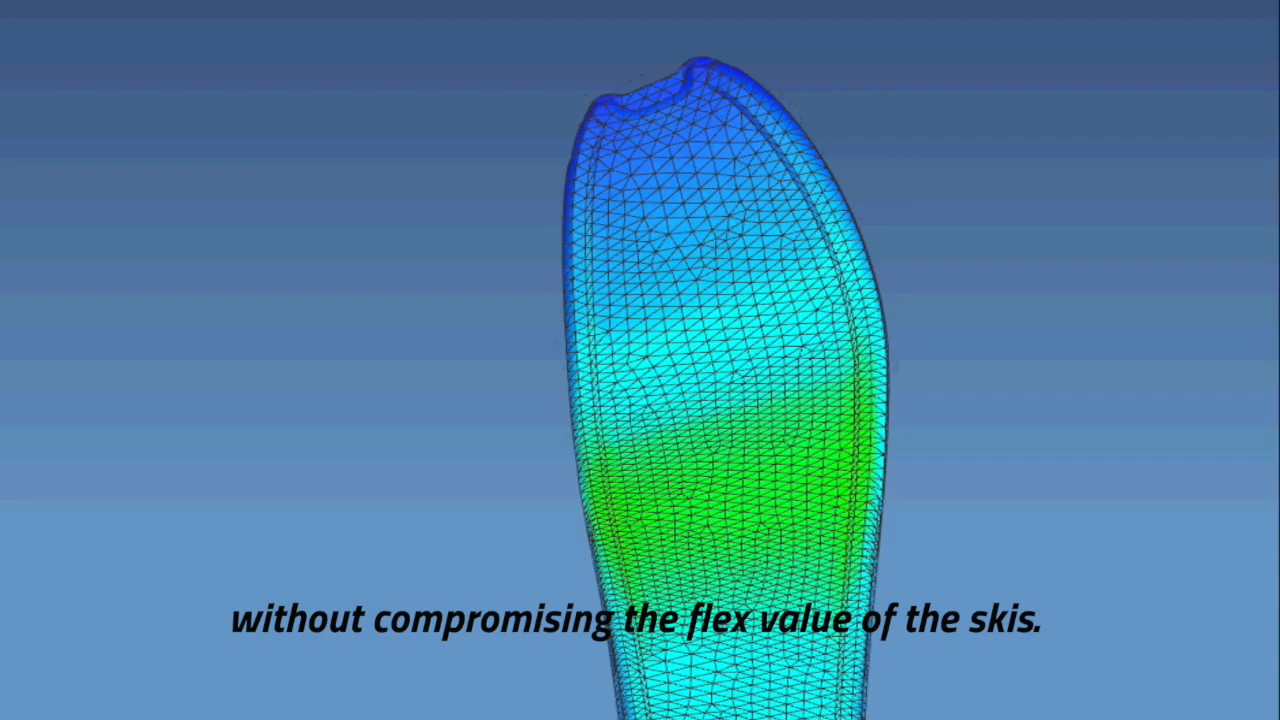 without compromising the flex value of the skis.